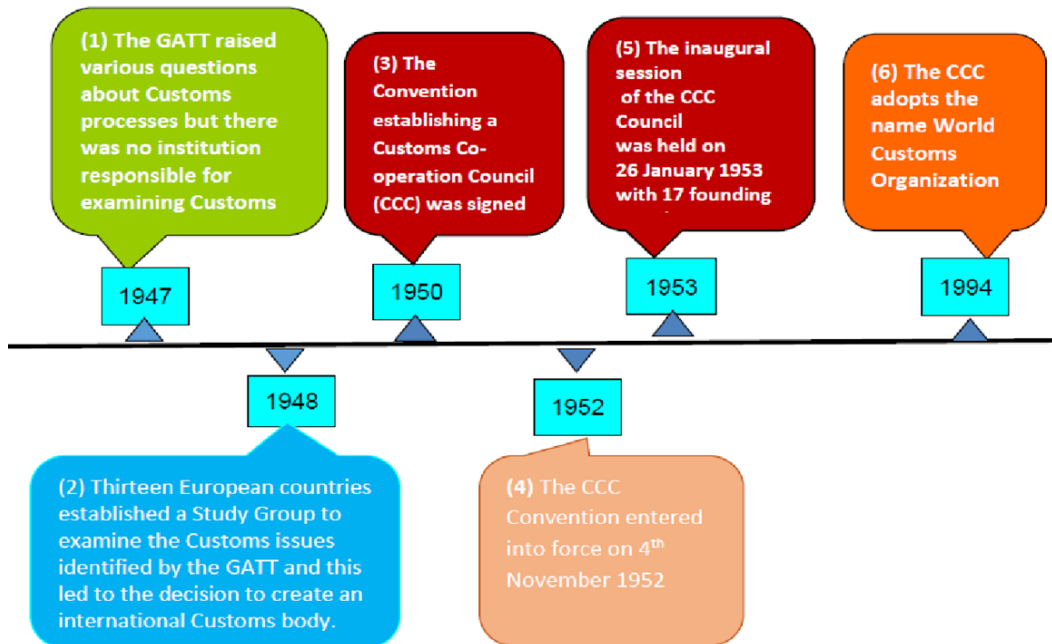 (1) The GATT raised
various questions
about Customs
processes but there
was no institution
responsible for
examining Customs
(3) The
Convention
establishing a
Customs Co-
operation Council
(CCC) was signed
(5) The inaugural
session
of the CCC
Council
was held on
26 January 1953
with 17 founding
(6) The CCC
adopts the
name World
Customs
Organization
1947
1950
1953
1994
1948
1952
(2) Thirteen European countries
established a Study Group to
examine the Customs issues
identified by the GATT and this
led to the decision to create an
international Customs body.
(4) The CCC
Convention entered
into force on 4th
November 1952